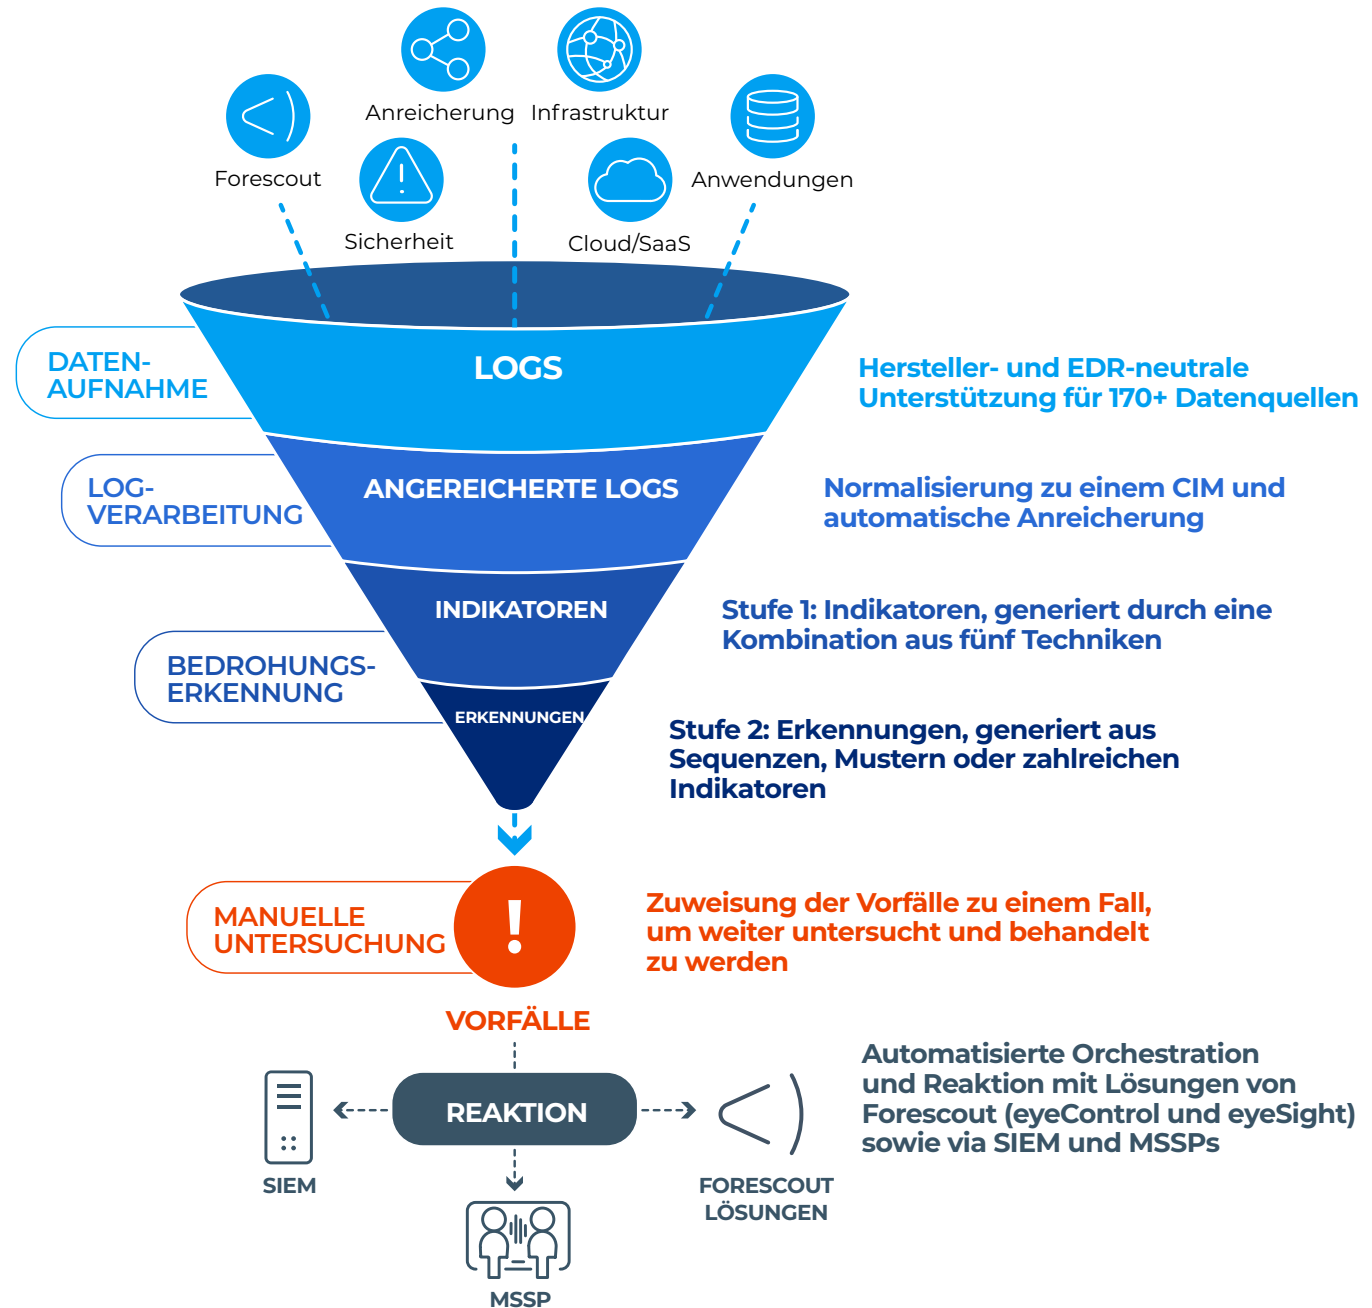 Anreicherung
Infrastruktur
Forescout
Anwendungen
Sicherheit
Cloud/SaaS
DATEN-
AUFNAHME
LOGS
Hersteller- und EDR-neutrale
Unterstützung für 170+ Datenquellen
LOG-
VERARBEITUNG
ANGEREICHERTE LOGS
Normalisierung zu einem CIM und
automatische Anreicherung
INDIKATOREN
Stufe 1: Indikatoren, generiert durch eine
Kombination aus fünf Techniken
BEDROHUNGS-
ERKENNUNG
ERKENNUNGEN
Stufe 2: Erkennungen, generiert aus
Sequenzen, Mustern oder zahlreichen
Indikatoren
MANUELLE
UNTERSUCHUNG
!
Zuweisung der Vorfälle zu einem Fall,
um weiter untersucht und behandelt
zu werden
VORFÄLLE
REAKTION
Automatisierte Orchestration
und Reaktion mit Lösungen von
Forescout (eyeControl und eyeSight)
sowie via SIEM und MSSPs
SIEM
FORESCOUT
LÖSUNGEN
MSSP